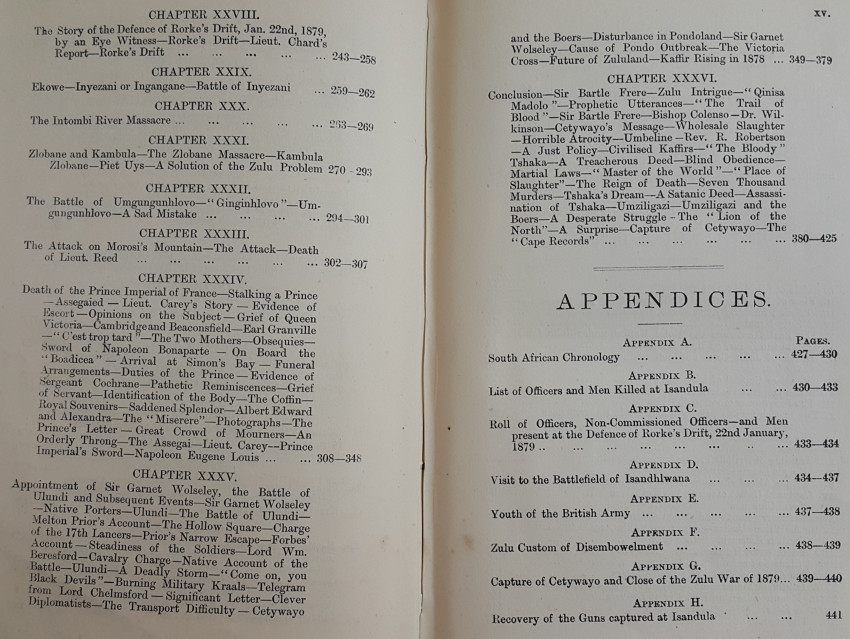 CHAPTER XXVIII.
The Story of the Defence of Rorke's Drift, Jan. 22nd, 1879,
by an Eye Witness—Rorke's Drift—Lieut. Chard's
Report—Rorke's Drift ... ... ... ... ... 243—258
CHAPTER XXIX.
Ekowe—Inyezani or Ingangane—Battle of Inyezani ... 259—262
CHAPTER XXX.
The Intombi River Massacre ... ... ... ... ... 263—269
CHAPTER XXXI.
Zlobane and Kambula—The Zlobane Massacre—Kambula
Zlobane—Piet Uys—A Solution of the Zulu Problem 270-293
CHAPTER XXXII.
The Battle of Umgungunhlovo—"Ginginhlovo"—Um-
gungunhlovo—A Sad Mistake ... ... ... ... 294—301
CHAPTER XXXIII.
The Attack on Morosi's Mountain—The Attack—Death
of Lieut. Reed ... ... ... ... ... ... 302—307
CHAPTER XXXIV.
Death of the Prince Imperial of France—Stalking a Prince
—Assegaied—Lieut. Carey's Story—Evidence of
Escort—Opinions on the Subject—Grief of Queen
Victoria—Cambridge and Beaconsfield—Earl Granville
—"C'est trop tard"—The Two Mothers—Obsequies—
Sword of Napoleon Bonaparte—On Board the
"Boadicea"—Arrival at Simon's Bay—Funeral
Arrangements—Duties of the Prince—Evidence of
Sergeant Cochrane—Pathetic Reminiscences—Grief
of Servant—Identification of the Body—The Coffin—
Royal Souvenirs—Saddened Splendor—Albert Edward
and Alexandra—The "Miserere"—Photographs—The
Prince's Letter—Great Crowd of Mourners—An
Orderly Throng—The Assegai—Lieut. Carey—Prince
Imperial's Sword—Napoleon Eugene Louis ... ... 308—348
CHAPTER XXXV.
Appointment of Sir Garnet Wolseley, the Battle of
Ulundi and Subsequent Events—Sir Garnet Wolseley
—Native Porters—Ulundi—The Battle of Ulundi—
Melton Prior's Account—The Hollow Square—Charge
of the 17th Lancers—Prior's Narrow Escape—Forbes'
Account—Steadiness of the Soldiers—Lord Wm.
Beresford—Cavalry Charge—Native Account of the
Battle—Ulundi—A Deadly Storm—"Come on, you
Black Devils"—Burning Military Kraals—Telegram
from Lord Chelmsford—Significant Letter—Clever
Diplomatists—The Transport Difficulty—Cetywayo
XV.
and the Boers—Disturbance in Pondoland—Sir Garnet
Wolseley—Cause of Pondo Outbreak—The Victoria
Cross—Future of Zululand—Kaffir Rising in 1878 ... 349—379
CHAPTER XXXVI.
Conclusion—Sir Bartle Frere—Zulu Intrigue—"Qinisa
Madolo"—Prophetic Utterances—"The Trail of
Blood"—Sir Bartle Frere—Bishop Colenso—Dr. Wil-
kinson—Cetywayo's Message—Wholesale Slaughter
—Horrible Atrocity—Umbeline—Rev. R. Robertson
—A Just Policy—Civilised Kaffirs—"The Bloody"
Tshaka—A Treacherous Deed—Blind Obedience—
Martial Laws—"Master of the World"—"Place of
Slaughter"—The Reign of Death—Seven Thousand
Murders—Tshaka's Dream—A Satanic Deed—Assassi-
nation of Tshaka—Umziligazi—Umziligazi and the
Boers—A Desperate Struggle—The "Lion of the
North"—A Surprise—Capture of Cetywayo—The
"Cape Records" ... ... ... ... ... ... 380—425
APPENDICES.
APPENDIX A. PAGES.
South African Chronology ... ... ... ... ... 427—430
APPENDIX B.
List of Officers and Men Killed at Isandula ... ... 430—433
APPENDIX C.
Roll of Officers, Non-Commissioned Officers—and Men
present at the Defence of Rorke's Drift, 22nd January,
1879 .. ... ... ... ... ... ... ... 433—434
APPENDIX D.
Visit to the Battlefield of Isandhlwana ... ... ... 434—437
APPENDIX E.
Youth of the British Army ... ... ... ... ... 437—438
APPENDIX F.
Zulu Custom of Disembowelment ... ... ... ... 438—439
APPENDIX G.
Capture of Cetywayo and Close of the Zulu War of 1879... 439—440
APPENDIX H.
Recovery of the Guns captured at Isandula ... ... 441